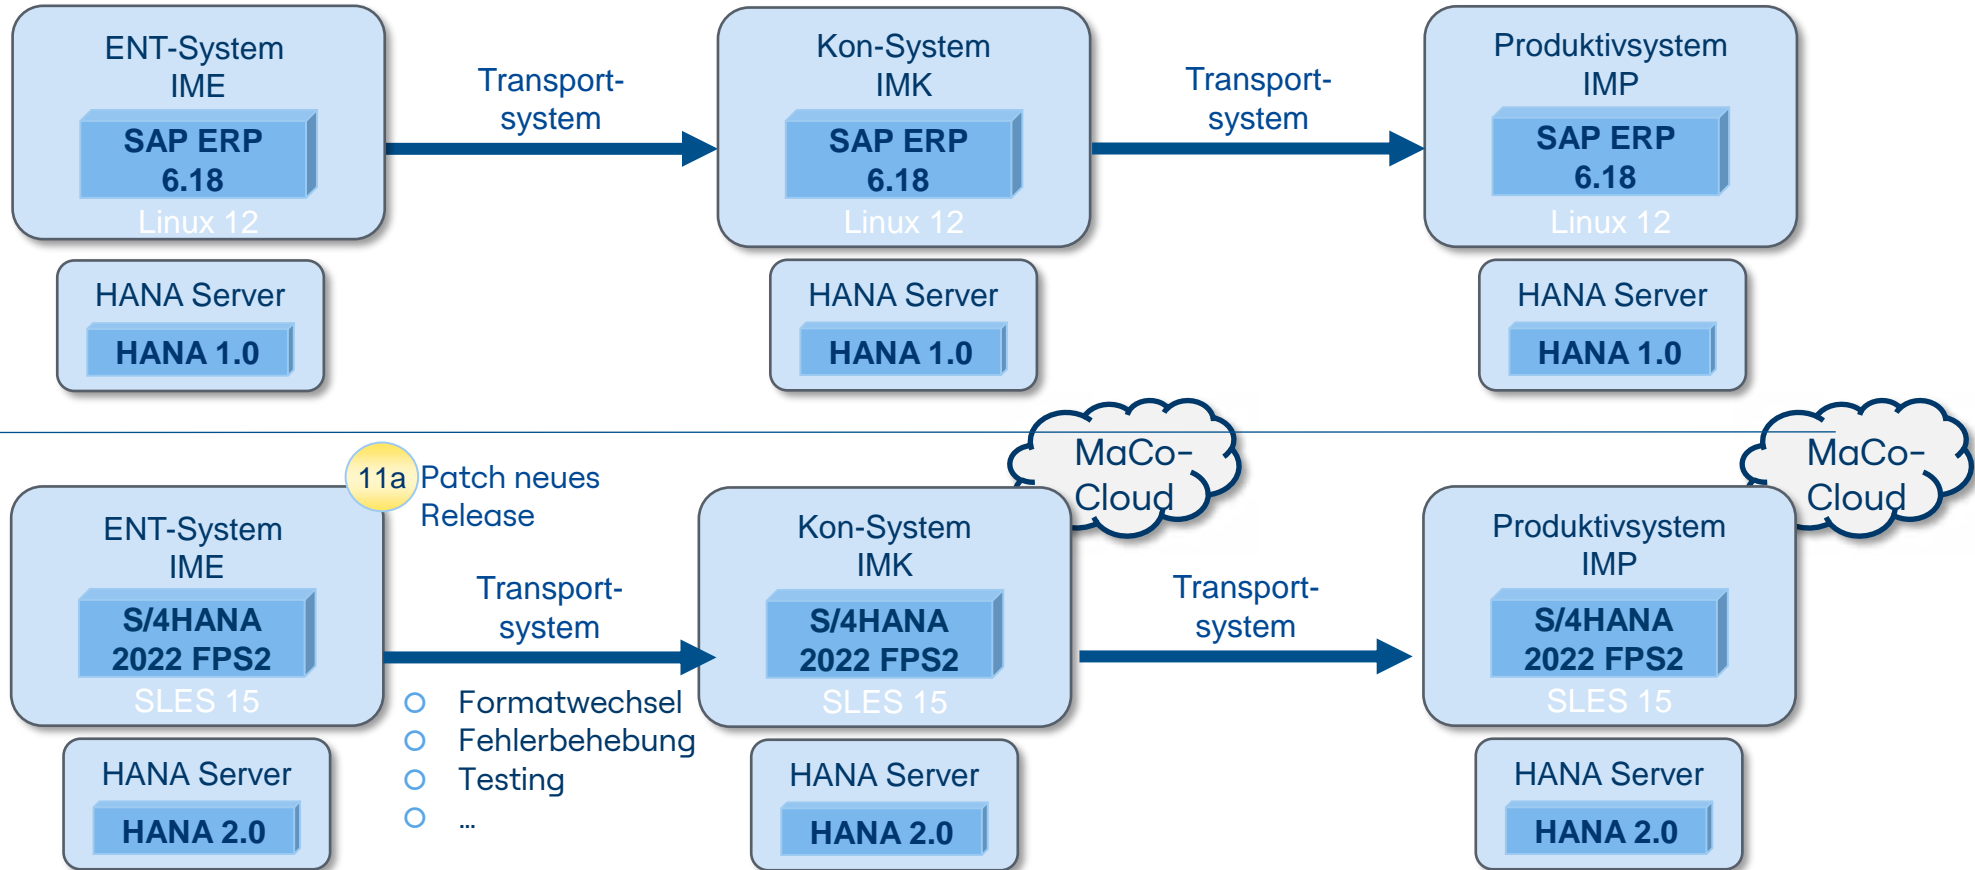 ENT-System
IME
SAP ERP
6.18
Linux 12
Transport-
system
Kon-System
IMK
SAP ERP
6.18
Linux 12
Transport-
system
Produktivsystem
IMP
SAP ERP
6.18
Linux 12
HANA Server
HANA 1.0
HANA Server
HANA 1.0
HANA Server
HANA 1.0
MaCo-
Cloud
MaCo-
Cloud
11a
Patch neues
Release
ENT-System
IME
S/4HANA
2022 FPS2
SLES 15
Transport-
system
Formatwechsel
Fehlerbehebung
Testing
...
Kon-System
IMK
S/4HANA
2022 FPS2
SLES 15
Transport-
system
Produktivsystem
IMP
S/4HANA
2022 FPS2
SLES 15
HANA Server
HANA 2.0
HANA Server
HANA 2.0
HANA Server
HANA 2.0